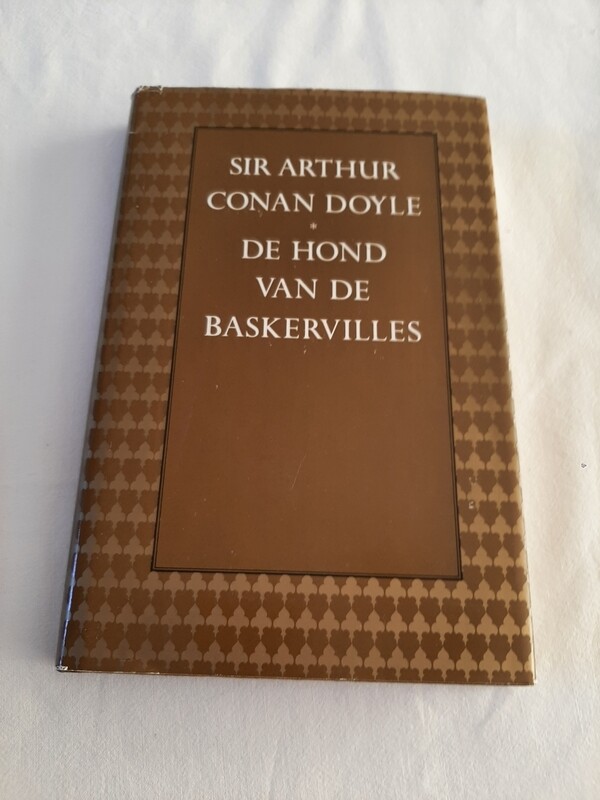 SIR ARTHUR
CONAN DOYLE
*
DE HOND
VAN DE
BASKERVILLES